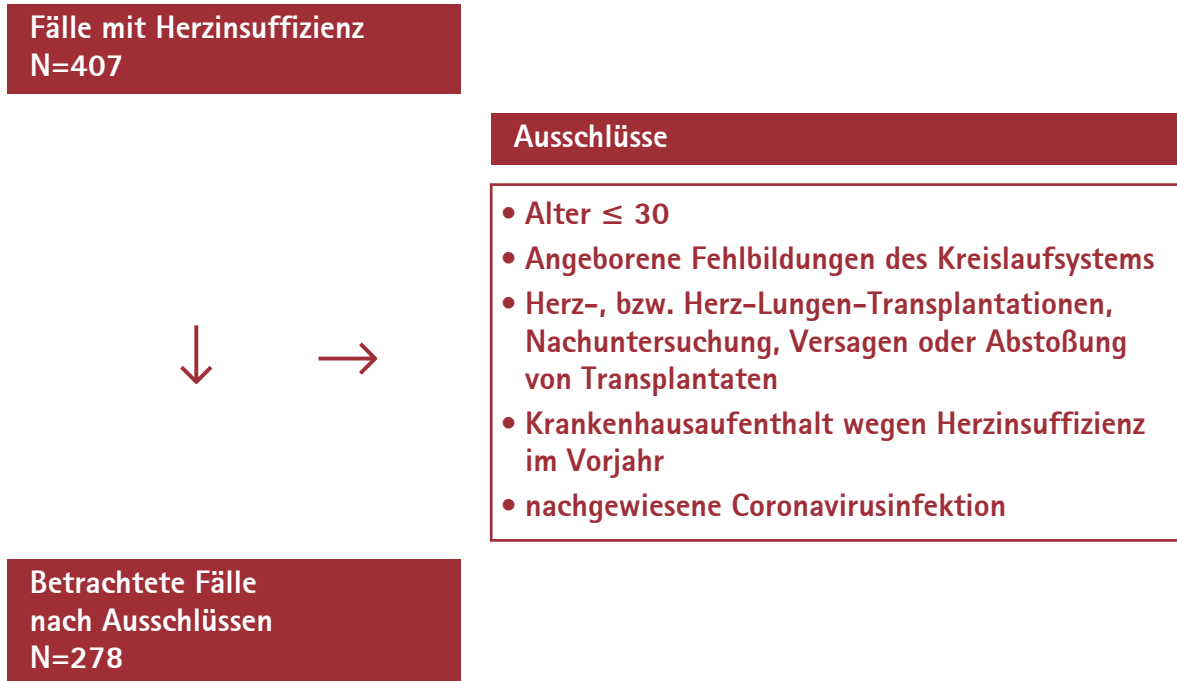 Fälle mit Herzinsuffizienz
N=407
Ausschlüsse
• Alter ≤ 30
• Angeborene Fehlbildungen des Kreislaufsystems
• Herz-, bzw. Herz-Lungen-Transplantationen,
Nachuntersuchung, Versagen oder Abstoßung
von Transplantaten
• Krankenhausaufenthalt wegen Herzinsuffizienz
im Vorjahr
• nachgewiesene Coronavirusinfektion
Betrachtete Fälle
nach Ausschlüssen
N=278